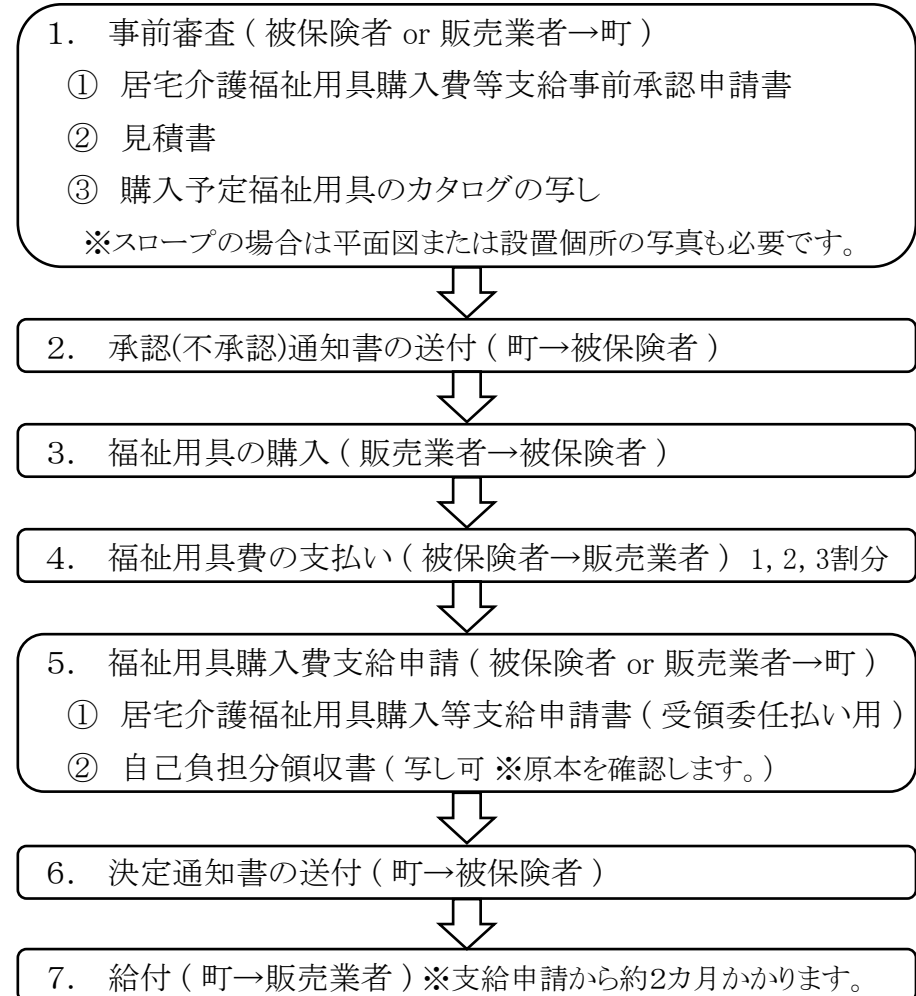 1. 事前審査 ( 被保険者 or 販売業者→町 )
① 居宅介護福祉用具購入費等支給事前承認申請書
② 見積書
③ 購入予定福祉用具のカタログの写し
※スロープの場合は平面図または設置個所の写真も必要です。
2. 承認(不承認)通知書の送付 ( 町→被保険者 )
3. 福祉用具の購入 ( 販売業者→被保険者 )
4. 福祉用具費の支払い ( 被保険者→販売業者 ) 1, 2, 3割分
5. 福祉用具購入費支給申請 ( 被保険者 or 販売業者→町 )
① 居宅介護福祉用具購入等支給申請書 ( 受領委任払い用 )
② 自己負担分領収書 ( 写し可 ※原本を確認します。)
6. 決定通知書の送付 ( 町→被保険者 )
7. 給付 ( 町→販売業者 ) ※支給申請から約2カ月かかります。